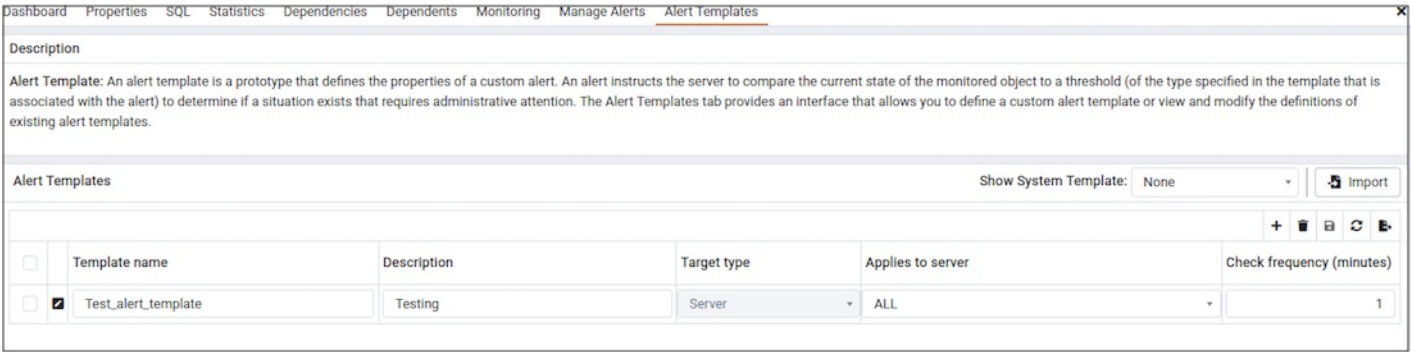 Dashboard Properties SQL Statistics Dependencies Dependents Monitoring Manage Alerts Alert Templates
Description
Alert Template: An alert template is a prototype that defines the properties of a custom alert. An alert instructs the server to compare the current state of the monitored object to a threshold (of the type specified in the template that is
associated with the alert) to determine if a situation exists that requires administrative attention. The Alert Templates tab provides an interface that allows you to define a custom alert template or view and modify the definitions of
existing alert templates.
Alert Templates Show System Template: None Import
Template name Description Target type Applies to server Check frequency (minutes)
Test_alert_template Testing Server ALL 1